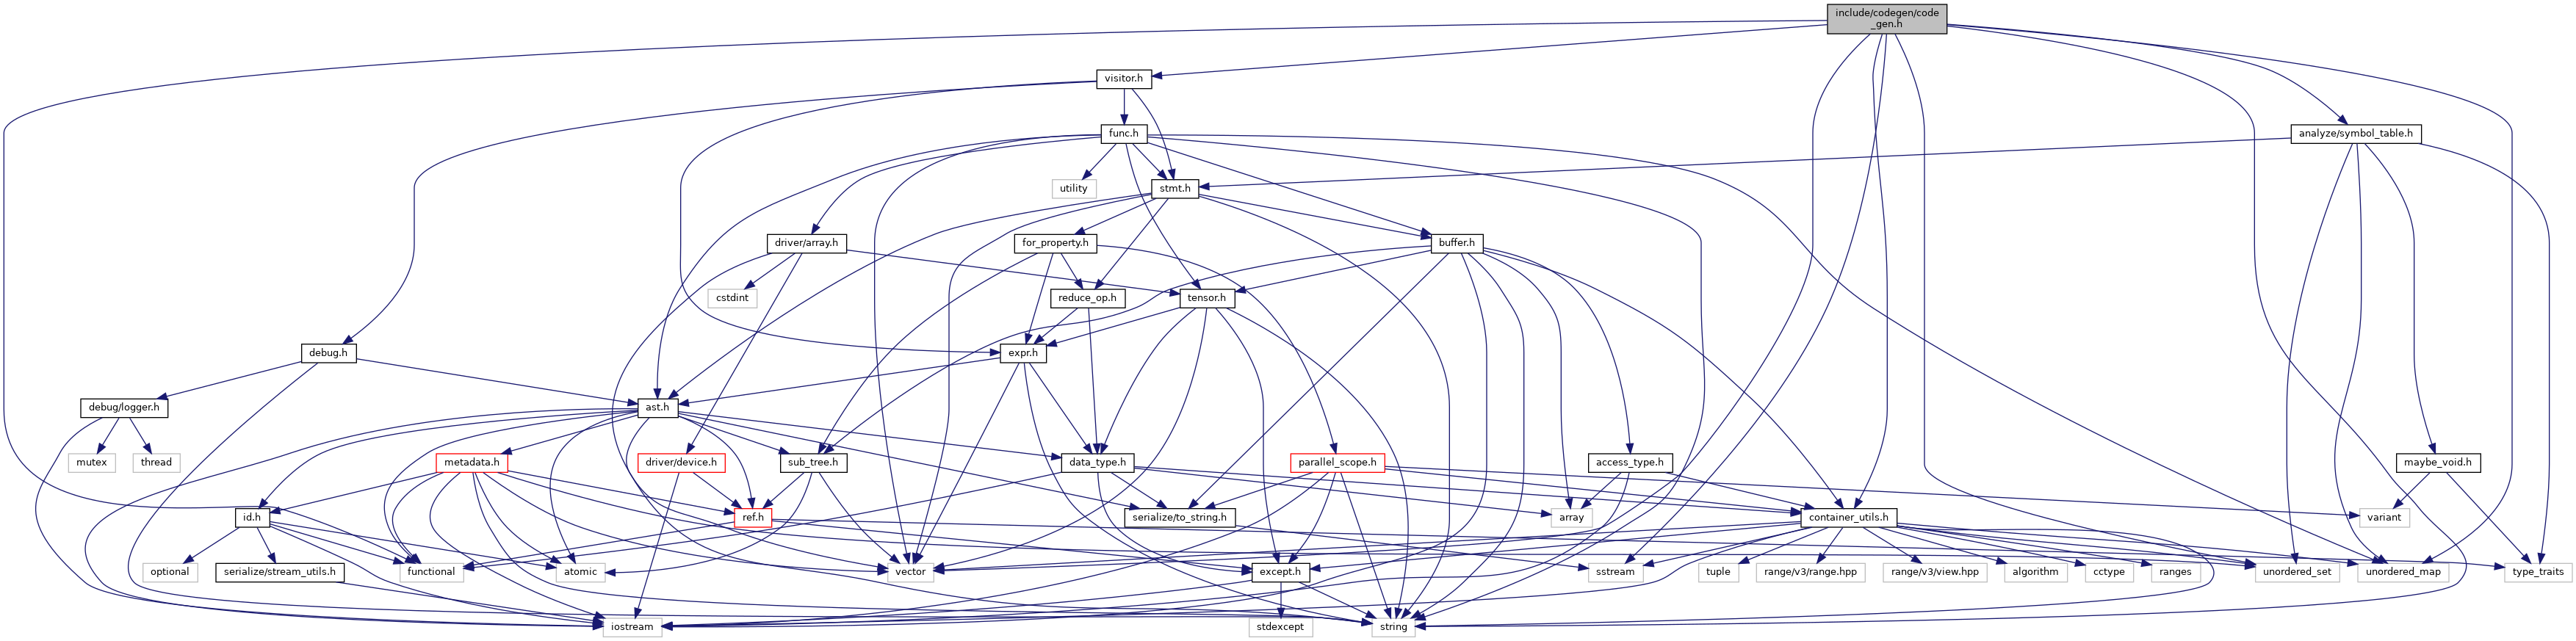 include/codegen/code
_gen.h
visitor.h
func.h
analyze/symbol_table.h
utility
stmt.h
driver/array.h
for_property.h
buffer.h
cstdint
reduce_op.h
tensor.h
debug.h
expr.h
debug/logger.h
ast.h
mutex
thread
metadata.h
driver/device.h
sub_tree.h
data_type.h
parallel_scope.h
access_type.h
maybe_void.h
id.h
ref.h
serialize/to_string.h
array
container_utils.h
variant
optional
serialize/stream_utils.h
functional
atomic
vector
except.h
sstream
tuple
range/v3/range.hpp
range/v3/view.hpp
algorithm
cctype
ranges
unordered_set
unordered_map
type_traits
iostream
stdexcept
string